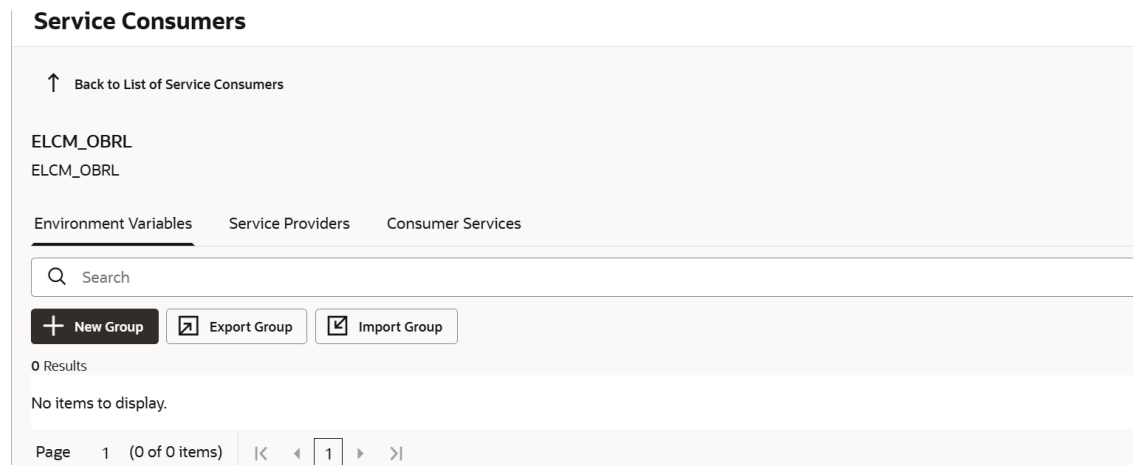 Service Consumers
Back to List of Service Consumers
ELCM_OBRL
ELCM_OBRL
Environment Variables Service Providers Consumer Services
Search
New Group Export Group Import Group
0 Results
No items to display.
Page 1 (0 of 0 items) 1